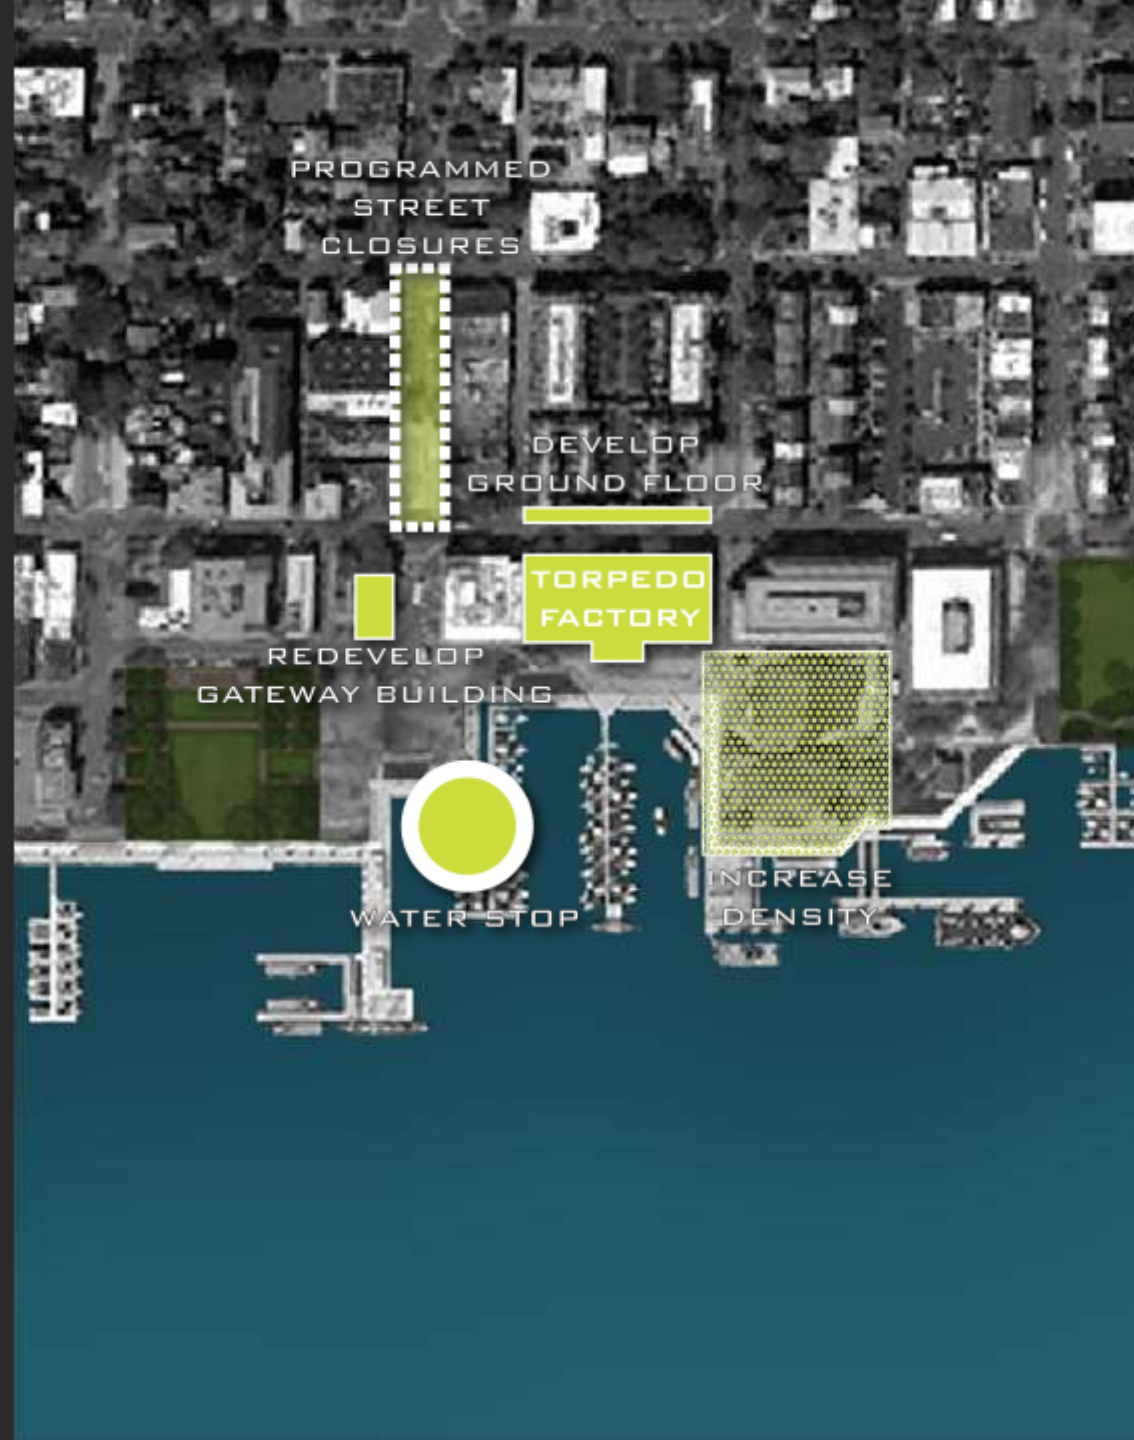 PROGRAMMED
STREET
CLOSURES
DEVELOP
GROUND FLOOR
TORPEDO
FACTORY
REDEVELOP
GATEWAY BUILDING
WATER STOP
INCREASE
DENSITY